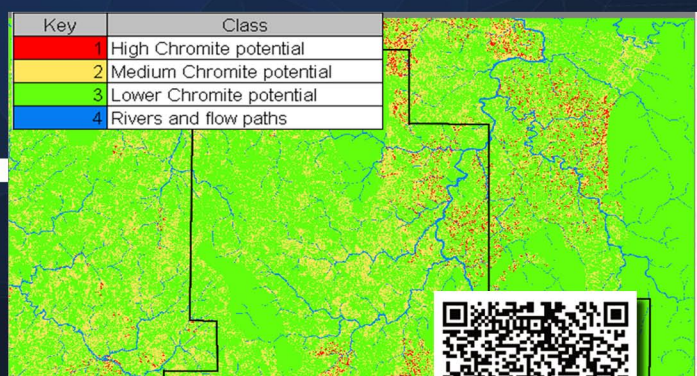 Key Class
1 High Chromite potential
2 Medium Chromite potential
3 Lower Chromite potential
4 Rivers and flow paths